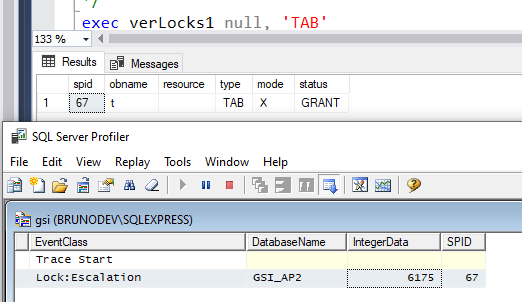 */
exec verLocks1 null, 'TAB'
133 %
Results Messages
spid obname resource type mode status
1 67 t TAB X GRANT
SQL Server Profiler
File Edit View Replay Tools Window Help
gsi (BRUNODEV\SQLEXPRESS)
EventClass DatabaseName IntegerData SPID
Trace Start
Lock:Escalation GSI_AP2 6175 67